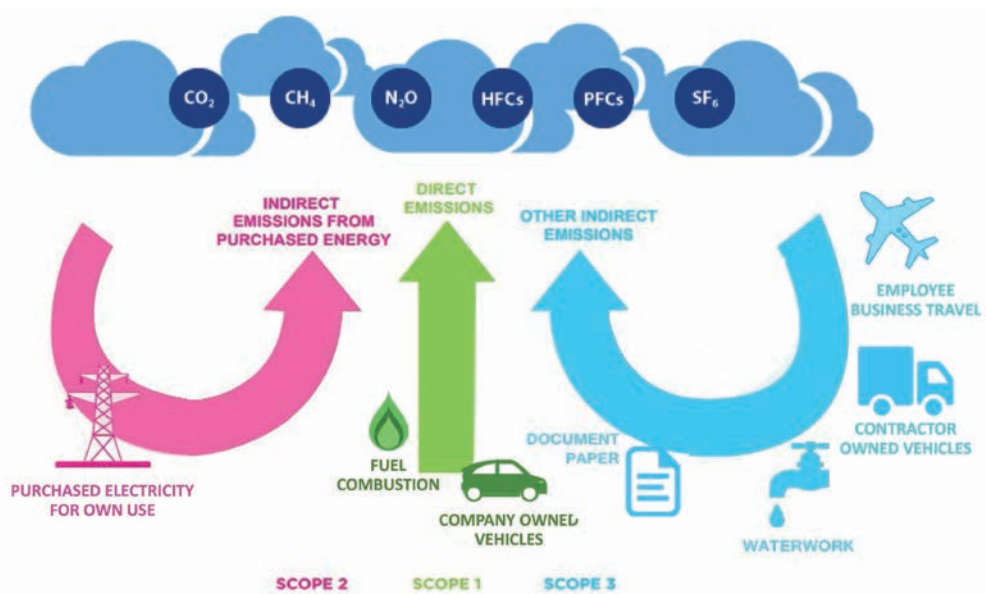 CO₂
CH₄
N₂O
HFCs
PFCs
SF₆
INDIRECT
EMISSIONS FROM
PURCHASED ENERGY
DIRECT
EMISSIONS
OTHER INDIRECT
EMISSIONS
EMPLOYEE
BUSINESS TRAVEL
CONTRACTOR
OWNED VEHICLES
DOCUMENT
PAPER
FUEL
COMBUSTION
PURCHASED ELECTRICITY
FOR OWN USE
COMPANY OWNED
VEHICLES
WATERWORK
SCOPE 2
SCOPE 1
SCOPE 3